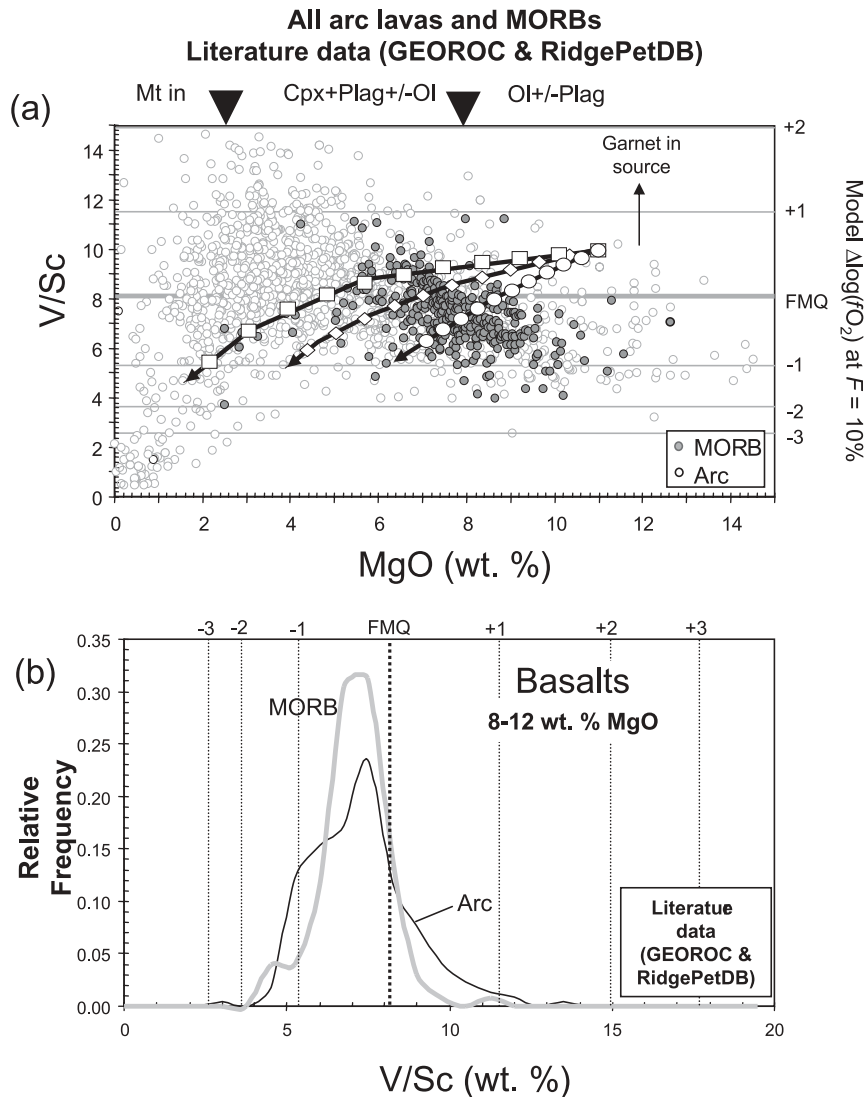 All arc lavas and MORBs
Literature data (GEOROC & RidgePetDB)
Mt in
Cpx+Plag+/-Ol
Ol+/-Plag
(a)
Garnet in
source
V/Sc
14
12
10
8
6
4
2
0
+2
+1
FMQ
-1
-2
-3
Model Δlog(fO2) at F = 10%
MORB
Arc
0
2
4
6
8
10
12
14
MgO (wt. %)
(b)
-3
-2
-1
FMQ
+1
+2
+3
0.35
0.30
0.25
0.20
0.15
0.10
0.05
0.00
Relative
Frequency
MORB
Basalts
8-12 wt. % MgO
Arc
Literatue
data
(GEOROC &
RidgePetDB)
0
5
10
15
20
V/Sc (wt. %)